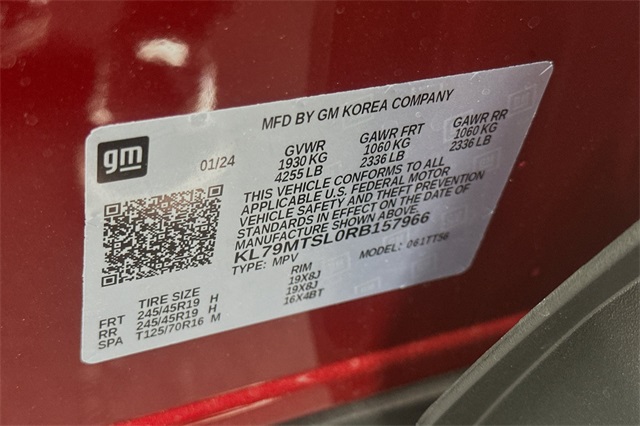 MFD BY GM KOREA COMPANY
gm
01/24
GVWR GAWR FRT GAWR RR
1930 KG 1060 KG 1060 KG
4255 LB 2336 LB 2336 LB
THIS VEHICLE CONFORMS TO ALL
APPLICABLE U.S. FEDERAL MOTOR
VEHICLE SAFETY AND THEFT PREVENTION
STANDARDS IN EFFECT ON THE DATE OF
MANUFACTURE SHOWN ABOVE.
KL79MTSL0RB157966
TYPE: MPV MODEL: 061TT56
TIRE SIZE RIM
FRT 245/45R19 H 19X8J
RR 245/45R19 H 19X8J
SPA T125/70R16 M 16X4BT